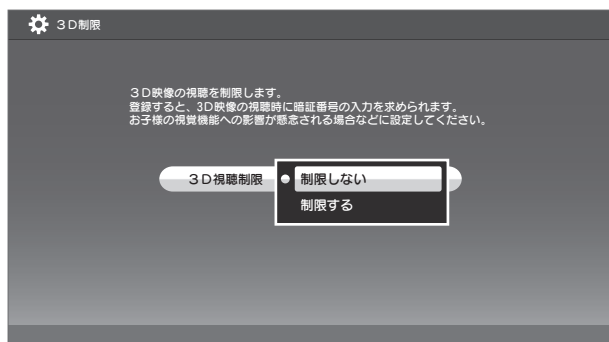 ３Ｄ制限
３Ｄ映像の視聴を制限します。
登録すると、3D映像の視聴時に暗証番号の入力を求められます。
お子様の視覚機能への影響が懸念される場合などに設定してください。
３Ｄ視聴制限
制限しない
制限する